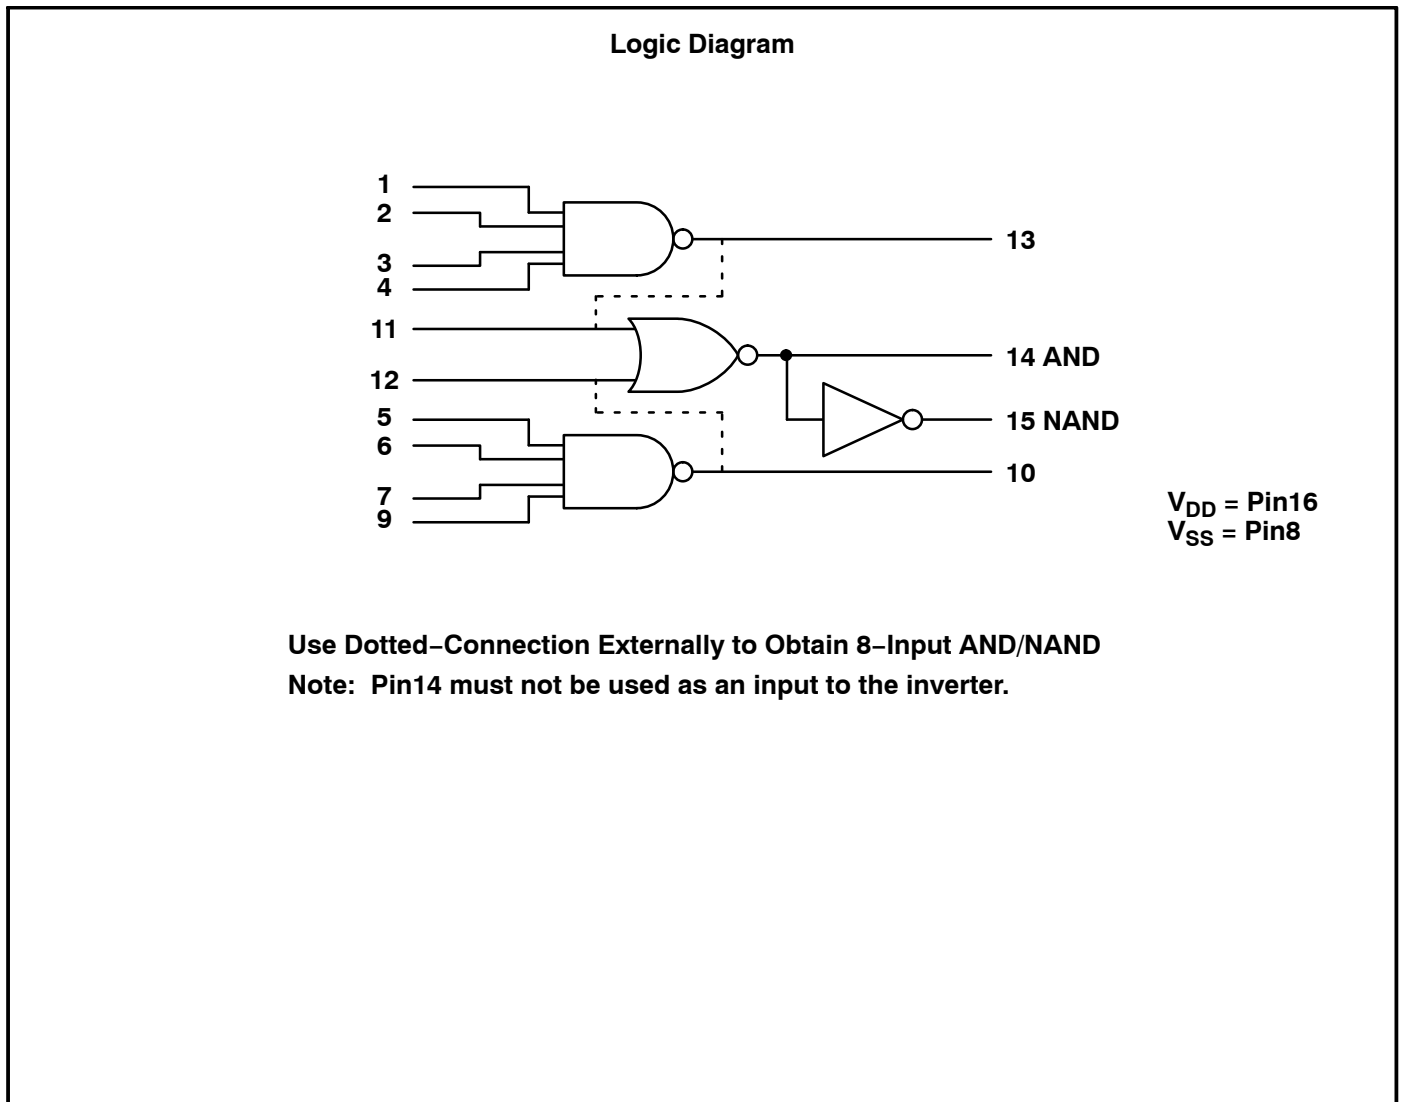 Logic Diagram
1
2
3
4
13
11
12
14 AND
5
6
7
9
15 NAND
10
VDD = Pin16
VSS = Pin8
Use Dotted−Connection Externally to Obtain 8−Input AND/NAND
Note: Pin14 must not be used as an input to the inverter.